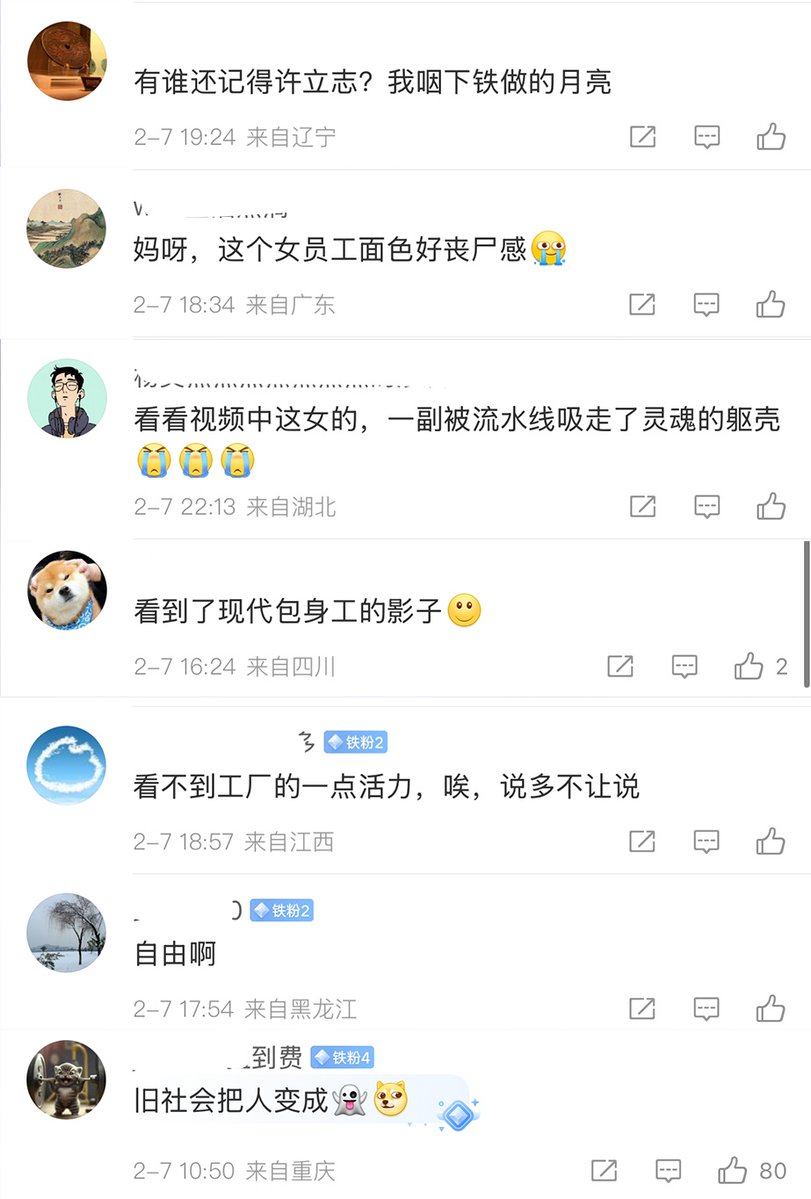 有谁还记得许立志？我咽下铁做的月亮
2-7 19:24 来自辽宁
妈呀，这个女员工面色好丧尸感
2-7 18:34 来自广东
看看视频中这女的，一副被流水线吸走了灵魂的躯壳
2-7 22:13 来自湖北
看到了现代包身工的影子
2-7 16:24 来自四川
2
铁粉2
看不到工厂的一点活力，唉，说多不让说
2-7 18:57 来自江西
铁粉2
自由啊
2-7 17:54 来自黑龙江
到费 铁粉4
旧社会把人变成
2-7 10:50 来自重庆
80